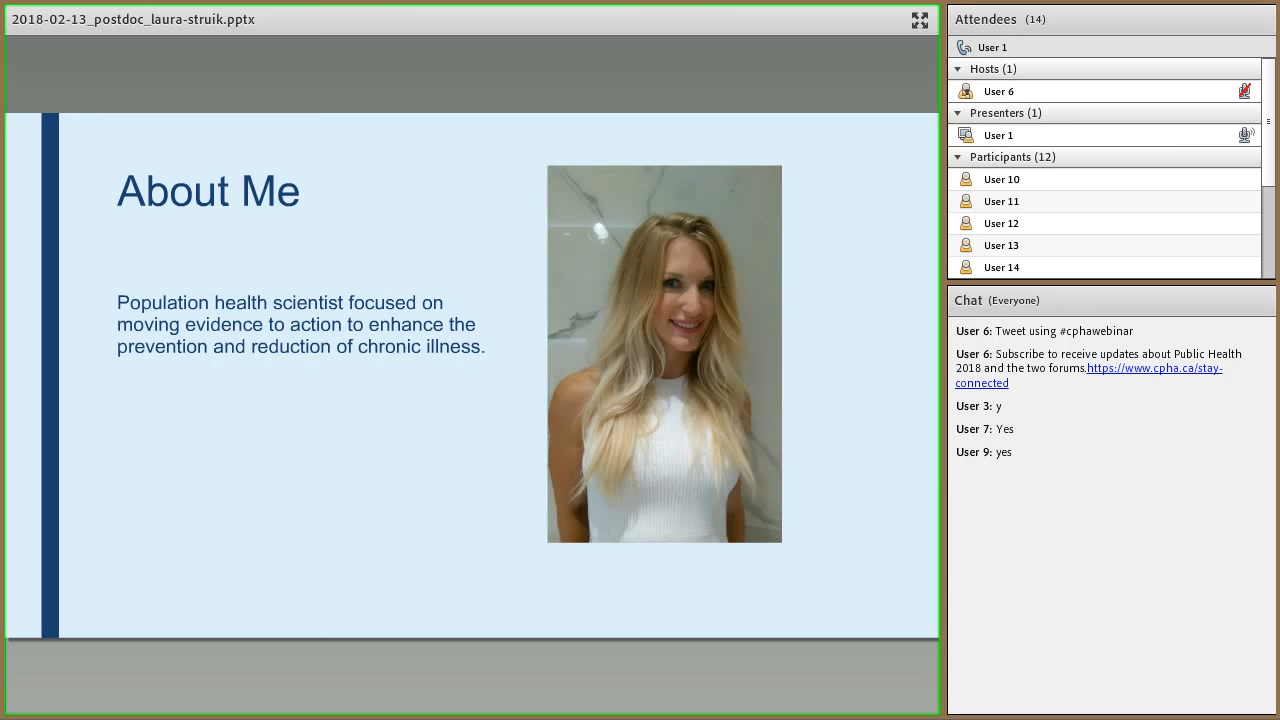 2018-02-13_postdoc_laura-struik.pptx
About Me
Population health scientist focused on
moving evidence to action to enhance the
prevention and reduction of chronic illness.
Attendees (14)
User 1
Hosts (1)
User 6
Presenters (1)
User 1
Participants (12)
User 10
User 11
User 12
User 13
User 14
Chat (Everyone)
User 6: Tweet using #cphawebinar
User 6: Subscribe to receive updates about Public Health
2018 and the two forums.https://www.cpha.ca/stay-
connected
User 3: y
User 7: Yes
User 9: yes